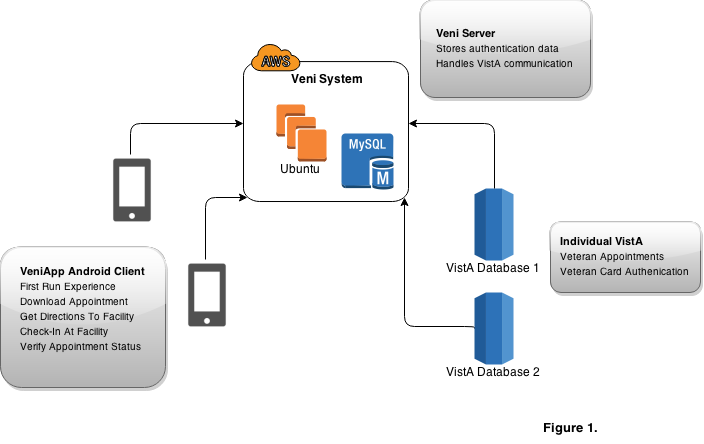 Veni Server
Stores authentication data
Handles VistA communication
AWS
Veni System
MySQL
M
Ubuntu
Individual VistA
Veteran Appointments
Veteran Card Authenication
VistA Database 1
VeniApp Android Client
First Run Experience
Download Appointment
Get Directions To Facility
Check-In At Facility
Verify Appointment Status
VistA Database 2
Figure 1.